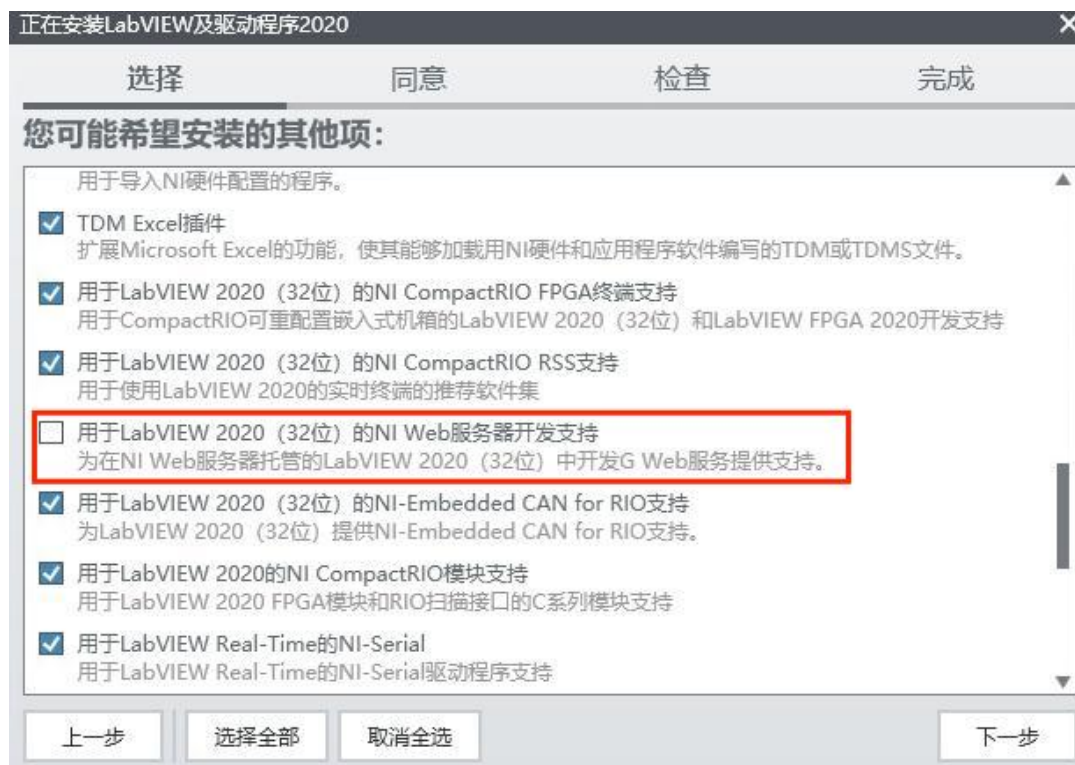 正在安装LabVIEW及驱动程序2020
选择
同意
检查
完成
您可能希望安装的其他项：
用于导入NI硬件配置的程序。
TDM Excel插件
扩展Microsoft Excel的功能，使其能够加载用NI硬件和应用程序软件编写的TDM或TDMS文件。
用于LabVIEW 2020（32位）的NI CompactRIO FPGA终端支持
用于CompactRIO可重配置嵌入式机箱的LabVIEW 2020（32位）和LabVIEW FPGA 2020开发支持
用于LabVIEW 2020（32位）的NI CompactRIO RSS支持
用于使用LabVIEW 2020的实时终端的推荐软件集
用于LabVIEW 2020（32位）的NI Web服务器开发支持
为在NI Web服务器托管的LabVIEW 2020（32位）中开发G Web服务提供支持。
用于LabVIEW 2020（32位）的NI-Embedded CAN for RIO支持
为LabVIEW 2020（32位）提供NI-Embedded CAN for RIO支持。
用于LabVIEW 2020的NI CompactRIO模块支持
用于LabVIEW 2020 FPGA模块和RIO扫描接口的C系列模块支持
用于LabVIEW Real-Time的NI-Serial
用于LabVIEW Real-Time的NI-Serial驱动程序支持
上一步
选择全部
取消全选
下一步